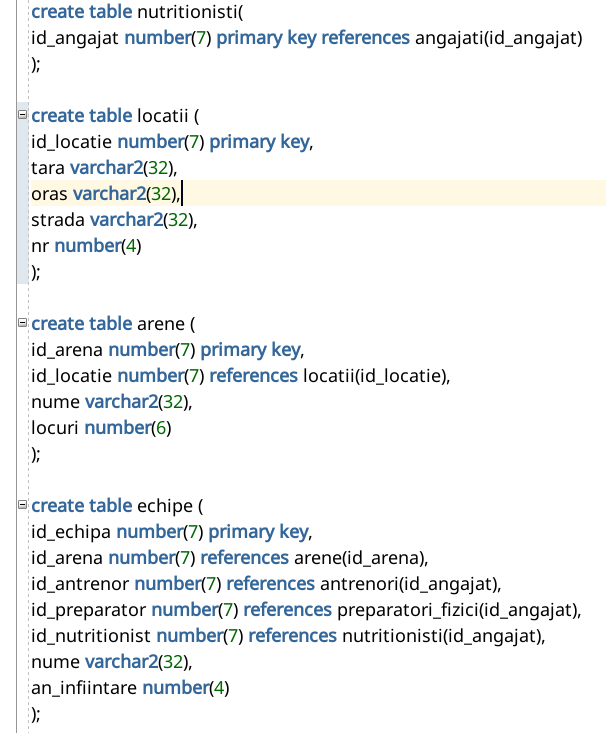 create table nutritionisti(
id_angajat number(7) primary key references angajati(id_angajat)
);
create table locatii (
id_locatie number(7) primary key,
tara varchar2(32),
oras varchar2(32),
strada varchar2(32),
nr number(4)
);
create table arene (
id_arena number(7) primary key,
id_locatie number(7) references locatii(id_locatie),
nume varchar2(32),
locuri number(6)
);
create table echipe (
id_echipa number(7) primary key,
id_arena number(7) references arene(id_arena),
id_antrenor number(7) references antrenori(id_angajat),
id_preparator number(7) references preparatori_fizici(id_angajat),
id_nutritionist number(7) references nutritionisti(id_angajat),
nume varchar2(32),
an_infiintare number(4)
);